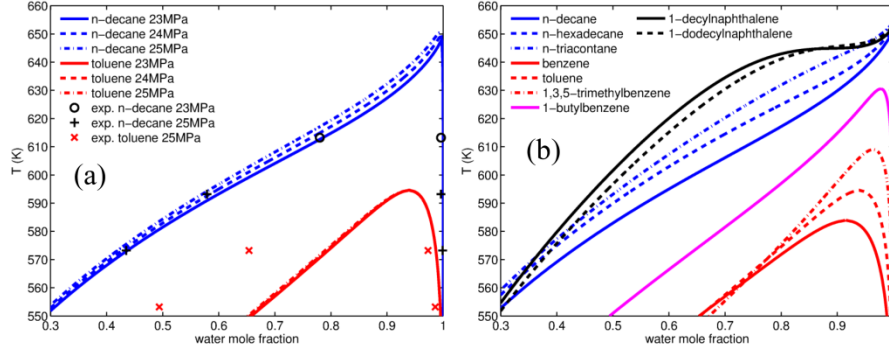 n-decane 23MPa
n-decane 24MPa
n-decane 25MPa
toluene 23MPa
toluene 24MPa
toluene 25MPa
exp. n-decane 23MPa
exp. n-decane 25MPa
exp. toluene 25MPa
(a)
T (K)
660
650
640
630
620
610
600
590
580
570
560
550
0.3 0.4 0.5 0.6 0.7 0.8 0.9 1
water mole fraction
n-decane
n-hexadecane
n-triacontane
benzene
toluene
1,3,5-trimethylbenzene
1-butylbenzene
1-decylnaphthalene
1-dodecylnaphthalene
(b)
T (K)
660
650
640
630
620
610
600
590
580
570
560
550
0.3 0.4 0.5 0.6 0.7 0.8 0.9 1
water mole fraction